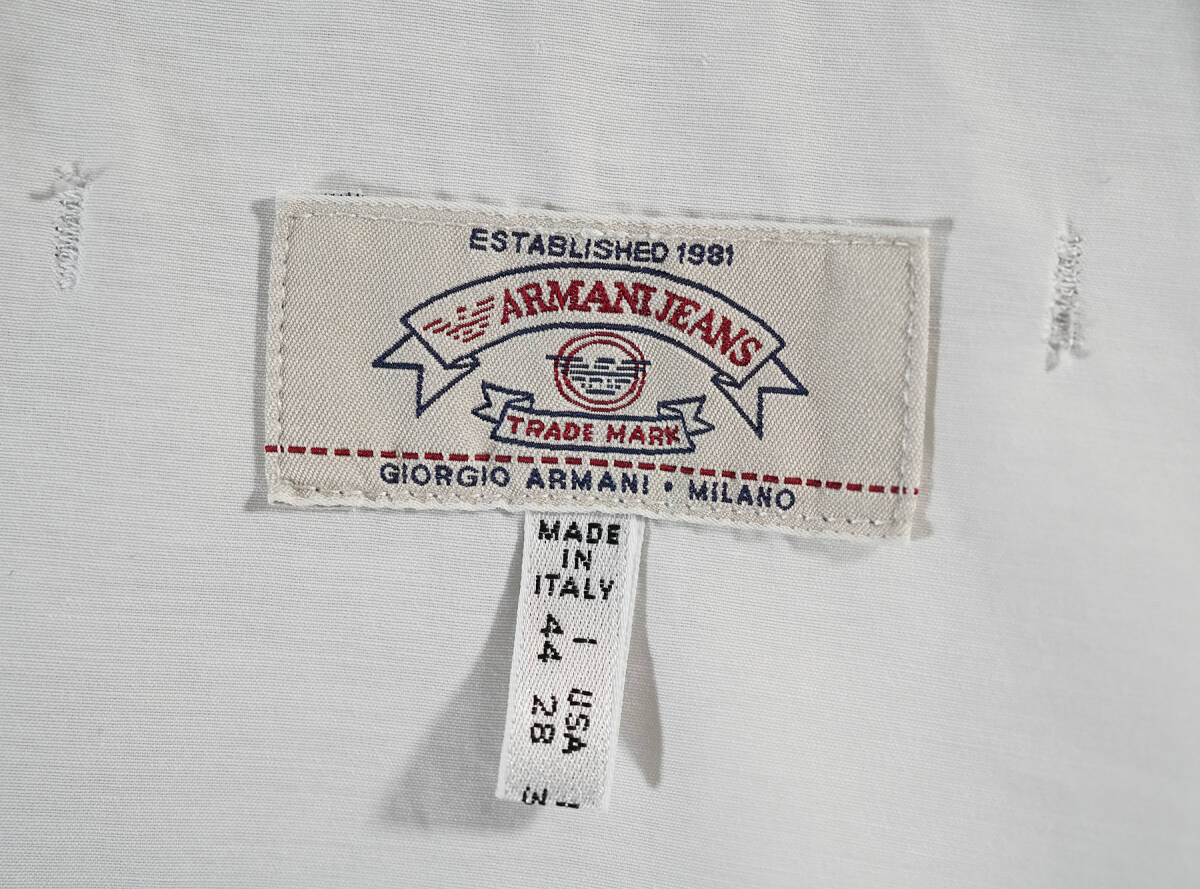 ESTABLISHED 1981
ARMANI JEANS
TRADE MARK
GIORGIO ARMANI • MILANO
MADE
IN
ITALY
I
44
USA
28